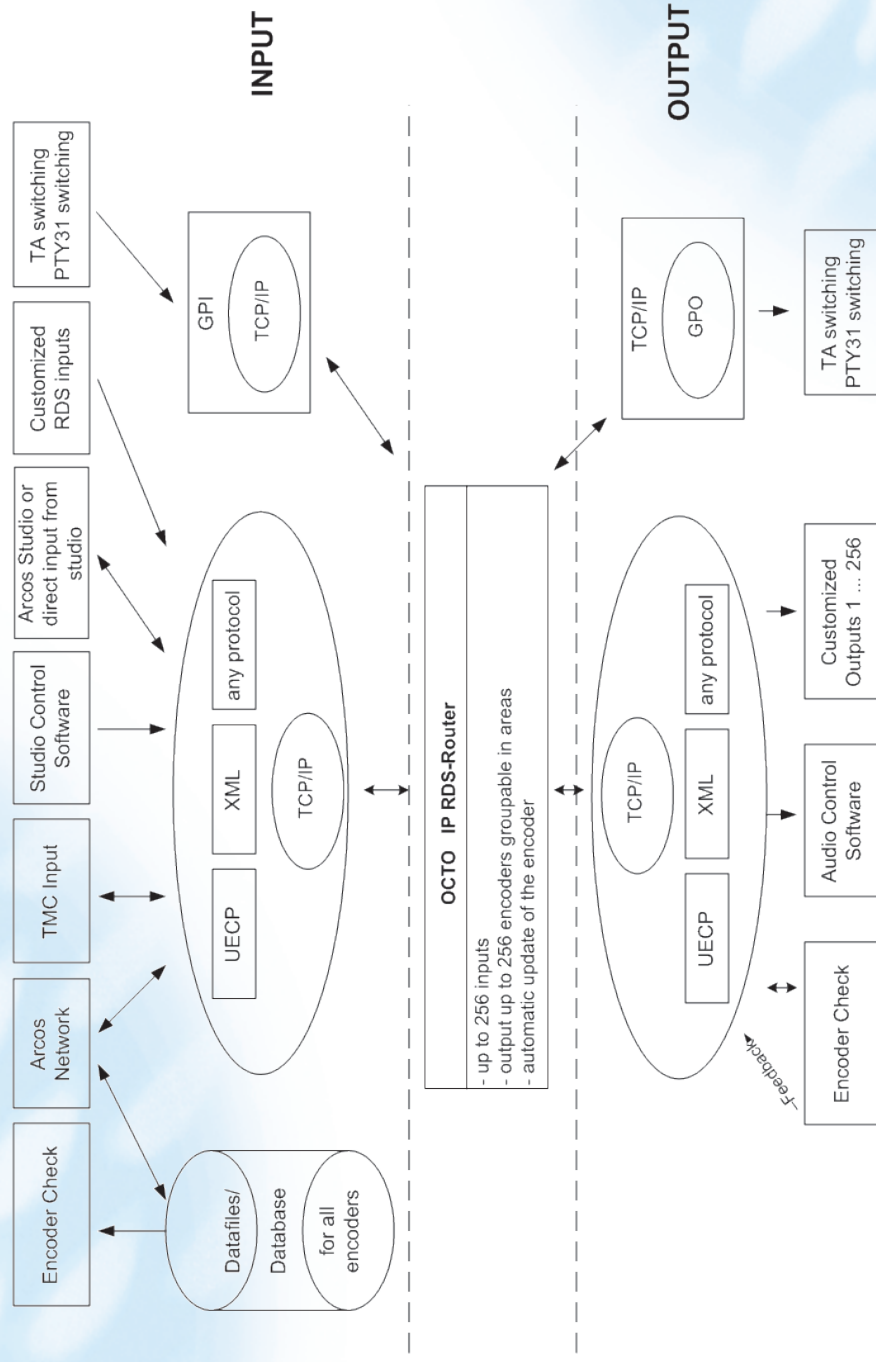 Encoder Check
Arcos
Network
TMC Input
Studio Control
Software
Arcos Studio or
direct input from
studio
Customized
RDS inputs
TA switching
PTY31 switching
INPUT
Datafiles/
Database
for all
encoders
UECP
XML
any protocol
TCP/IP
GPI
TCP/IP
OCTO IP RDS-Router
- up to 256 inputs
- output up to 256 encoders groupable in areas
- automatic update of the encoder
TCP/IP
UECP
XML
any protocol
TCP/IP
GPO
OUTPUT
Feedback
Encoder Check
Audio Control
Software
Customized
Outputs 1 ... 256
TA switching
PTY31 switching